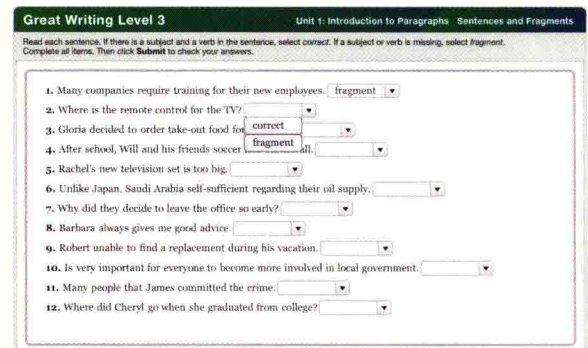 Great Writing Level 3 Unit 1: Introduction to Paragraphs Sentences and Fragments
Read each sentence. If there is a subject and a verb in the sentence, select correct. If a subject or verb is missing, select fragment.
Complete all items. Then click Submit to check your answers.
1. Many companies require training for their new employees. fragment
2. Where is the remote control for the TV?
correct
3. Gloria decided to order take-out food for
fragment
4. After school, Will and his friends soccer all.
5. Rachel's new television set is too big.
6. Unlike Japan, Saudi Arabia self-sufficient regarding their oil supply.
7. Why did they decide to leave the office so early?
8. Barbara always gives me good advice.
9. Robert unable to find a replacement during his vacation.
10. Is very important for everyone to become more involved in local government.
11. Many people that James committed the crime.
12. Where did Cheryl go when she graduated from college?